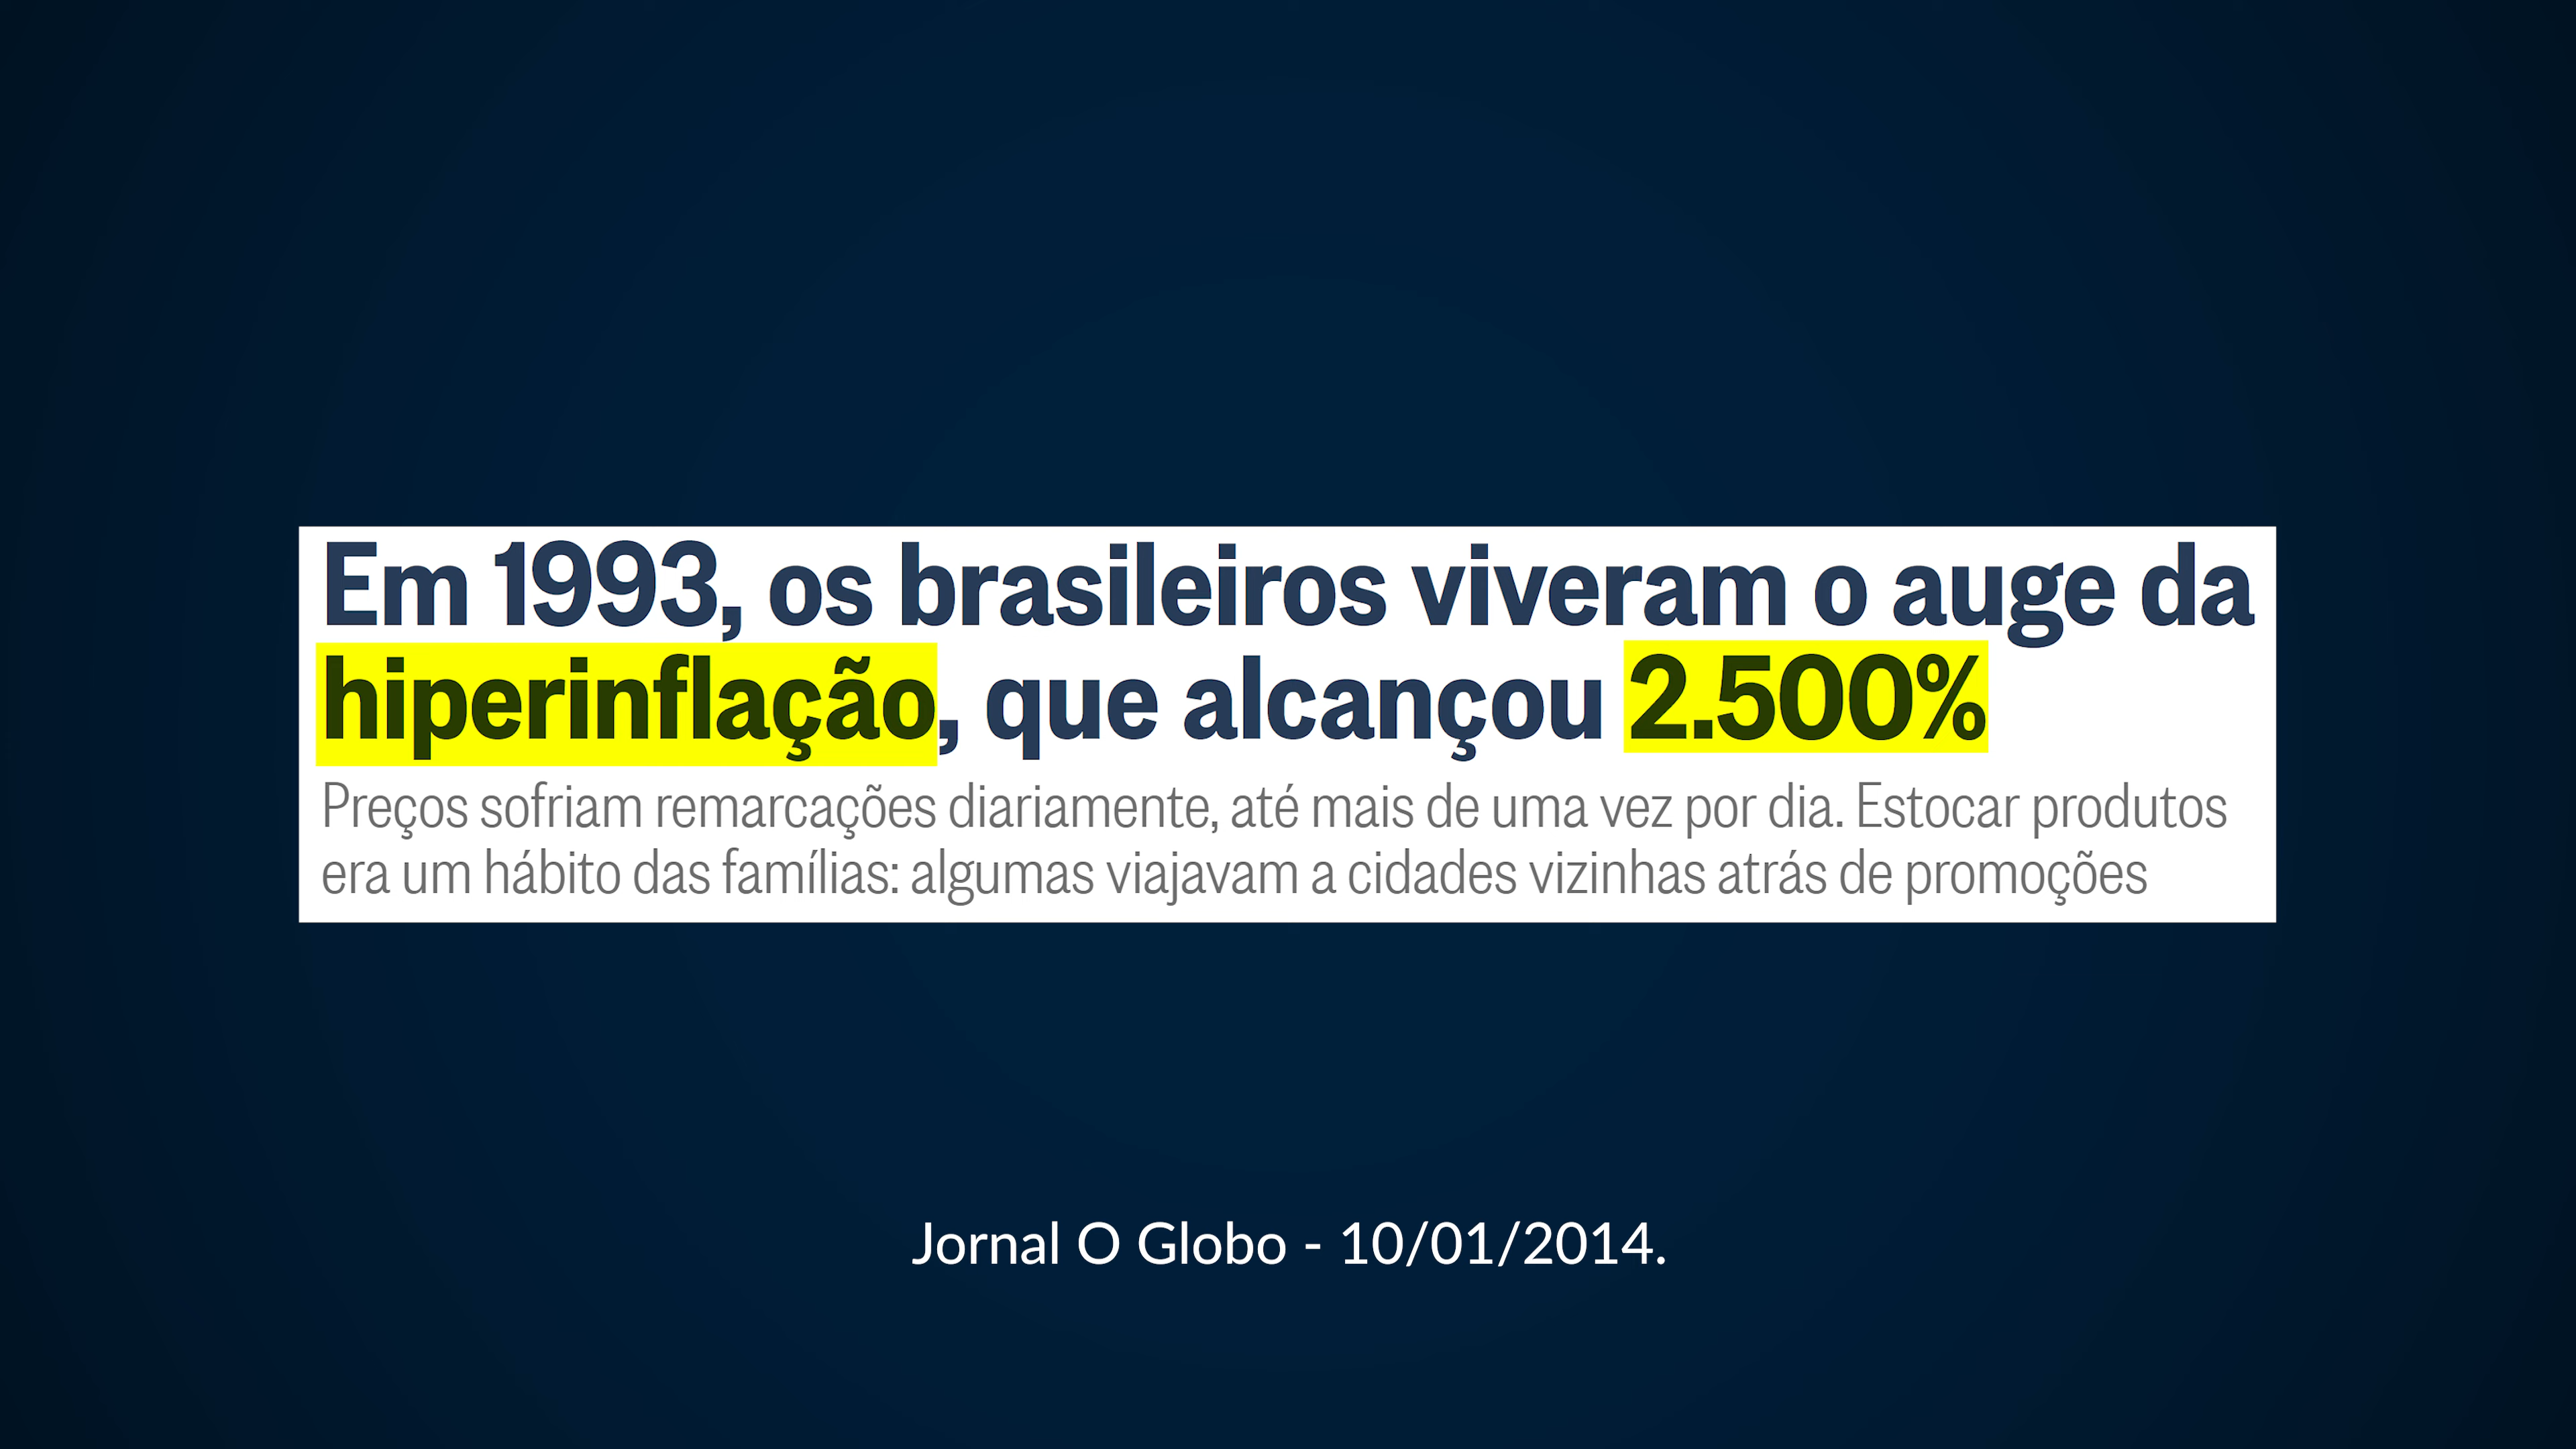 Em 1993, os brasileiros viveram o auge da
hiperinflação, que alcançou 2.500%
Preços sofriam remarcações diariamente, até mais de uma vez por dia. Estocar produtos
era um hábito das famílias: algumas viajavam a cidades vizinhas atrás de promoções
Jornal O Globo - 10/01/2014.